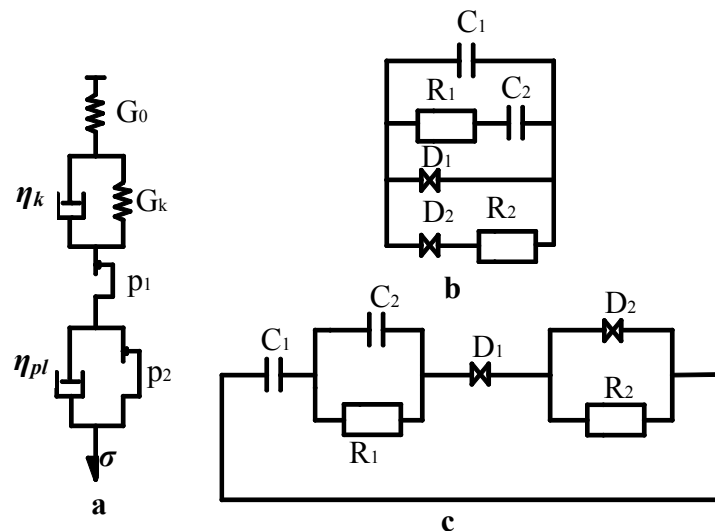 G₀
ηₖ
Gₖ
p₁
ηₚₗ
p₂
σ
a
C₁
R₁
C₂
D₁
D₂
R₂
b
C₁
C₂
R₁
D₁
D₂
R₂
c